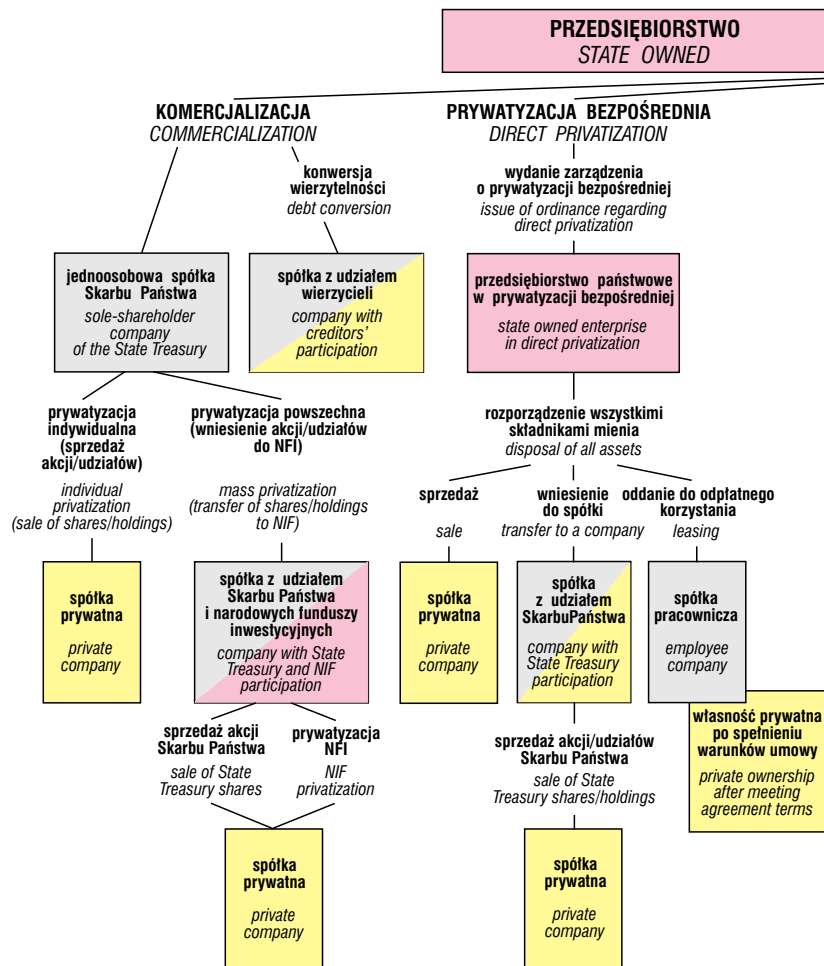 PRZEDSIĘBIORSTWO
STATE OWNED
KOMERCJALIZACJA
COMMERCIALIZATION
PRYWATYZACJA BEZPOŚREDNIA
DIRECT PRIVATIZATION
konwersja
wierzytelności
debt conversion
wydanie zarządzenia
o prywatyzacji bezpośredniej
issue of ordinance regarding
direct privatization
jednoosobowa spółka
Skarbu Państwa
sole-shareholder
company
of the State Treasury
spółka z udziałem
wierzycieli
company with
creditors'
participation
przedsiębiorstwo państwowe
w prywatyzacji bezpośredniej
state owned enterprise
in direct privatization
prywatyzacja
indywidualna
(sprzedaż
akcji/udziałów)
individual
privatization
(sale of shares/holdings)
prywatyzacja powszechna
(wniesienie akcji/udziałów
do NFI)
mass privatization
(transfer of shares/holdings
to NIF)
rozporządzenie wszystkimi
składnikami mienia
disposal of all assets
sprzedaż
sale
wniesienie
do spółki
transfer to a company
oddanie do odpłatnego
korzystania
leasing
spółka
prywatna
private
company
spółka z udziałem
Skarbu Państwa
i narodowych funduszy
inwestycyjnych
company with State
Treasury and NIF
participation
spółka
prywatna
private
company
spółka
z udziałem
SkarbuPaństwa
company with
State Treasury
participation
spółka
pracownicza
employee
company
własność prywatna
po spełnieniu
warunków umowy
private ownership
after meeting
agreement terms
sprzedaż akcji
Skarbu Państwa
sale of State
Treasury shares
prywatyzacja
NFI
NIF
privatization
sprzedaż akcji/udziałów
Skarbu Państwa
sale of State
Treasury shares/holdings
spółka
prywatna
private
company
spółka
prywatna
private
company